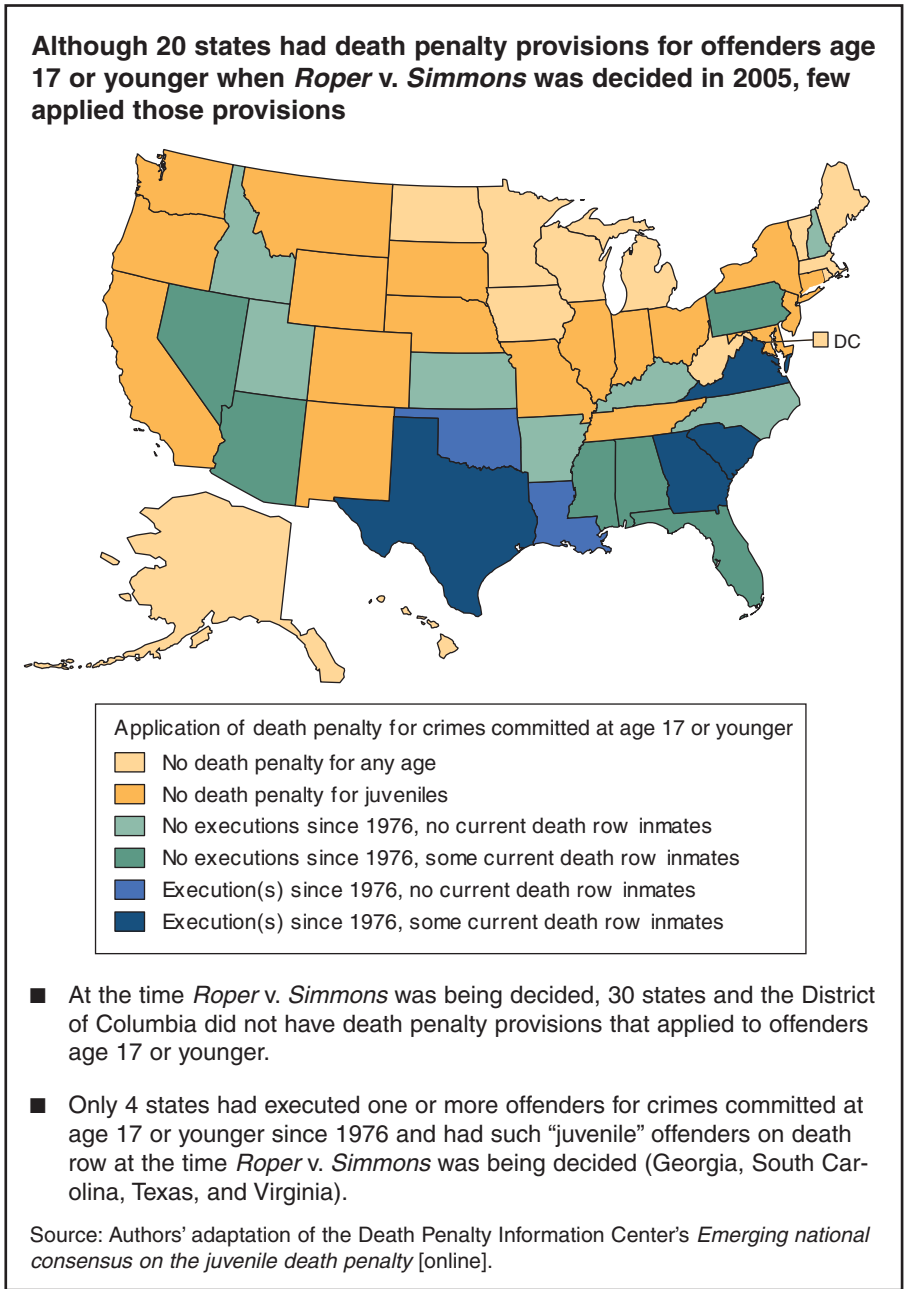 Although 20 states had death penalty provisions for offenders age
17 or younger when Roper v. Simmons was decided in 2005, few
applied those provisions
DC
Application of death penalty for crimes committed at age 17 or younger
No death penalty for any age
No death penalty for juveniles
No executions since 1976, no current death row inmates
No executions since 1976, some current death row inmates
Execution(s) since 1976, no current death row inmates
Execution(s) since 1976, some current death row inmates
■ At the time Roper v. Simmons was being decided, 30 states and the District
of Columbia did not have death penalty provisions that applied to offenders
age 17 or younger.
■ Only 4 states had executed one or more offenders for crimes committed at
age 17 or younger since 1976 and had such “juvenile” offenders on death
row at the time Roper v. Simmons was being decided (Georgia, South Car-
olina, Texas, and Virginia).
Source: Authors’ adaptation of the Death Penalty Information Center’s Emerging national
consensus on the juvenile death penalty [online].